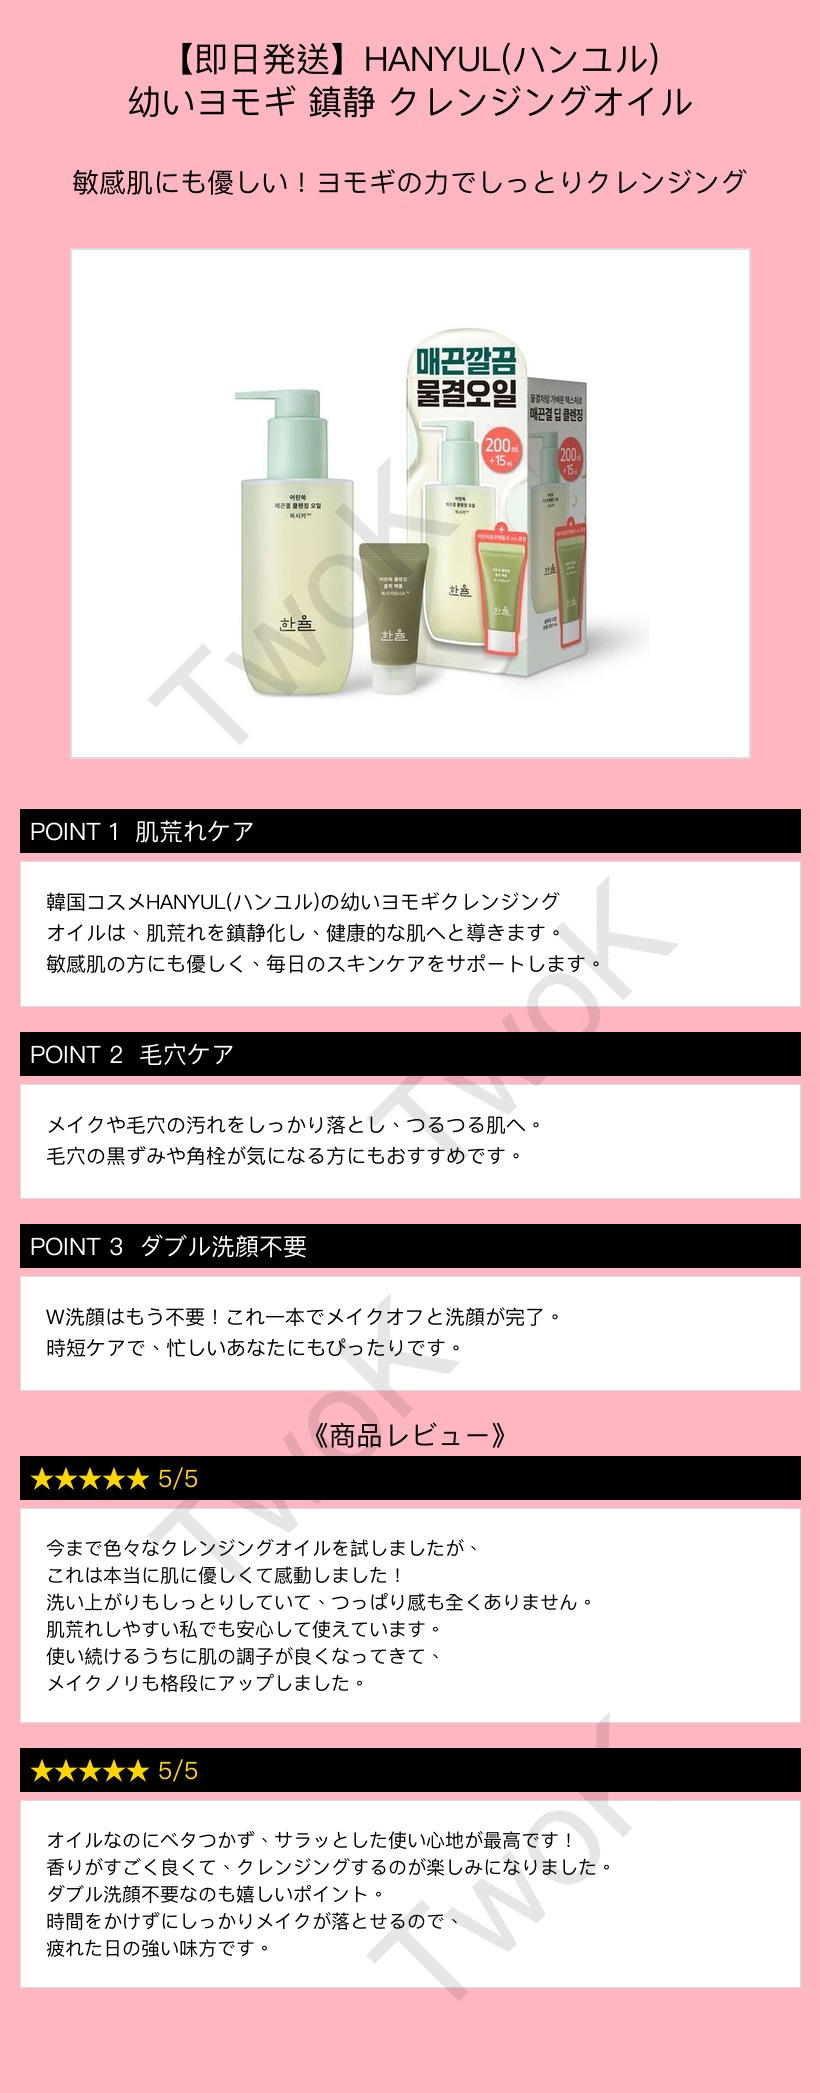 【即日発送】HANYUL(ハンユル)
幼いヨモギ 鎮静 クレンジングオイル
敏感肌にも優しい！ヨモギの力でしっとりクレンジング
매끈깔끔
물결오일
물결처럼 가벼운 텍스처로
매끈결 딥 클렌징
200mL
+15mL
200mL
+15mL
어린쑥
매끈결 클렌징 오일
쑥시카™
한율
어린쑥 클렌징
한율
한율
TwoK
POINT 1 肌荒れケア
韓国コスメHANYUL(ハンユル)の幼いヨモギクレンジング
オイルは、肌荒れを鎮静化し、健康的な肌へと導きます。
敏感肌の方にも優しく、毎日のスキンケアをサポートします。
TwoK
POINT 2 毛穴ケア
メイクや毛穴の汚れをしっかり落とし、つるつる肌へ。
毛穴の黒ずみや角栓が気になる方にもおすすめです。
POINT 3 ダブル洗顔不要
W洗顔はもう不要！これ一本でメイクオフと洗顔が完了。
時短ケアで、忙しいあなたにもぴったりです。
TwoK
《商品レビュー》
★★★★★ 5/5
今まで色々なクレンジングオイルを試しましたが、
これは本当に肌に優しくて感動しました！
洗い上がりもしっとりしていて、つっぱり感も全くありません。
肌荒れしやすい私でも安心して使えています。
使い続けるうちに肌の調子が良くなってきて、
メイクノリも格段にアップしました。
★★★★★ 5/5
オイルなのにベタつかず、サラッとした使い心地が最高です！
香りがすごく良くて、クレンジングするのが楽しみになりました。
ダブル洗顔不要なのも嬉しいポイント。
時間をかけずにしっかりメイクが落とせるので、
疲れた日の強い味方です。
TwoK